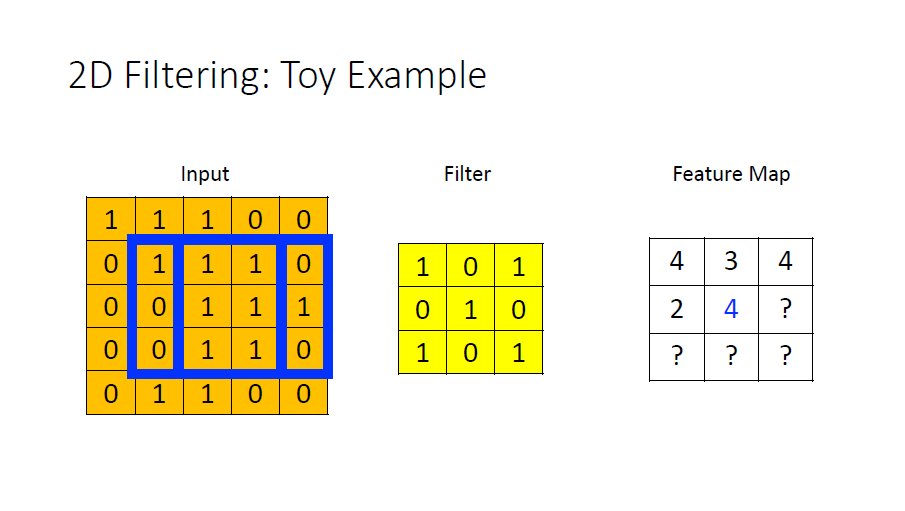 2D Filtering: Toy Example
Input
1 1 1 0 0
0 1 1 1 0
0 0 1 1 1
0 0 1 1 0
0 1 1 0 0
Filter
1 0 1
0 1 0
1 0 1
Feature Map
4 3 4
2 4 ?
? ? ?